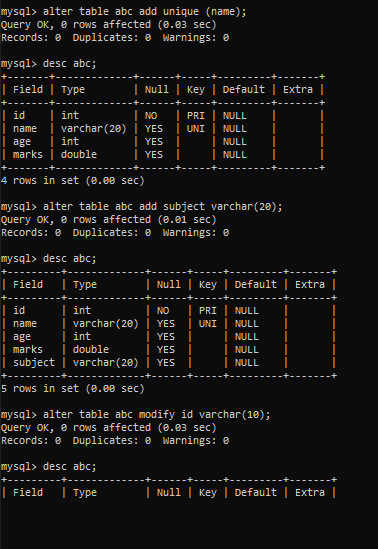 mysql> alter table abc add unique (name);
Query OK, 0 rows affected (0.03 sec)
Records: 0  Duplicates: 0  Warnings: 0

mysql> desc abc;
+-------+-------------+------+-----+---------+-------+
| Field | Type        | Null | Key | Default | Extra |
+-------+-------------+------+-----+---------+-------+
| id    | int         | NO   | PRI | NULL    |       |
| name  | varchar(20) | YES  | UNI | NULL    |       |
| age   | int         | YES  |     | NULL    |       |
| marks | double      | YES  |     | NULL    |       |
+-------+-------------+------+-----+---------+-------+
4 rows in set (0.00 sec)

mysql> alter table abc add subject varchar(20);
Query OK, 0 rows affected (0.01 sec)
Records: 0  Duplicates: 0  Warnings: 0

mysql> desc abc;
+---------+-------------+------+-----+---------+-------+
| Field   | Type        | Null | Key | Default | Extra |
+---------+-------------+------+-----+---------+-------+
| id      | int         | NO   | PRI | NULL    |       |
| name    | varchar(20) | YES  | UNI | NULL    |       |
| age     | int         | YES  |     | NULL    |       |
| marks   | double      | YES  |     | NULL    |       |
| subject | varchar(20) | YES  |     | NULL    |       |
+---------+-------------+------+-----+---------+-------+
5 rows in set (0.00 sec)

mysql> alter table abc modify id varchar(10);
Query OK, 0 rows affected (0.03 sec)
Records: 0  Duplicates: 0  Warnings: 0

mysql> desc abc;
+---------+-------------+------+-----+---------+-------+
| Field   | Type        | Null | Key | Default | Extra |